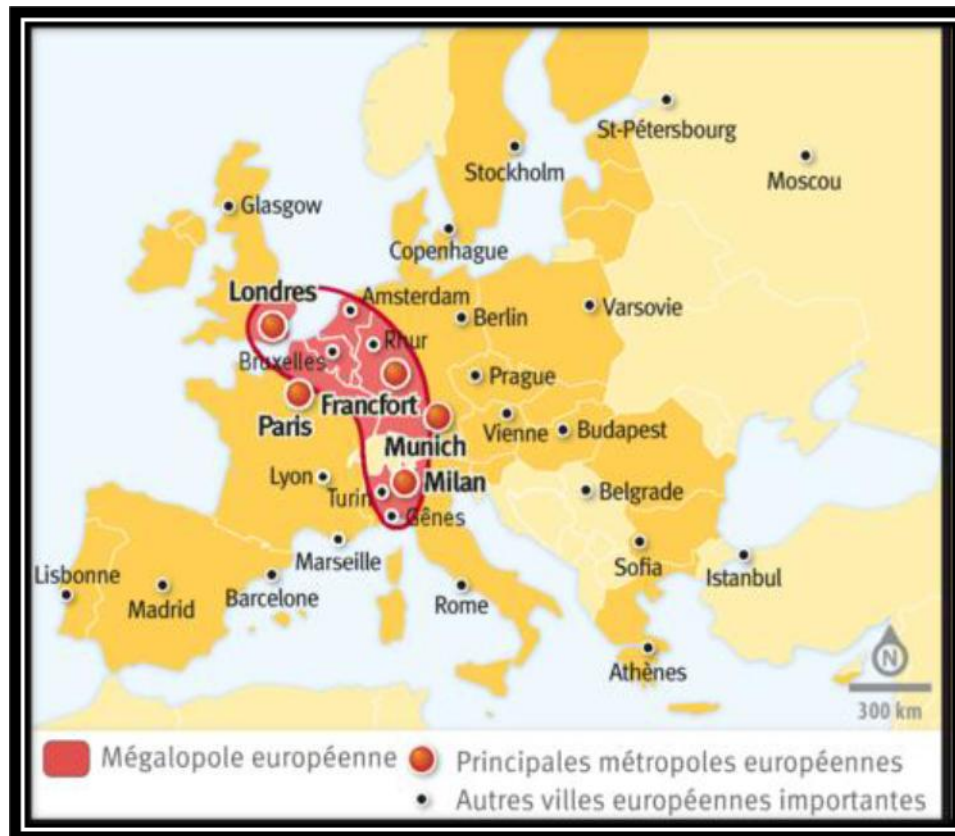 St-Pétersbourg
Stockholm
Moscou
Glasgow
Copenhague
Londres
Amsterdam
Berlin
Varsovie
Bruxelles
Rhur
Prague
Paris
Francfort
Vienne
Budapest
Munich
Lyon
Turin
Milan
Belgrade
Gênes
Marseille
Lisbonne
Madrid
Barcelone
Rome
Sofia
Istanbul
Athènes
N
300 km
Mégalopole européenne
Principales métropoles européennes
Autres villes européennes importantes